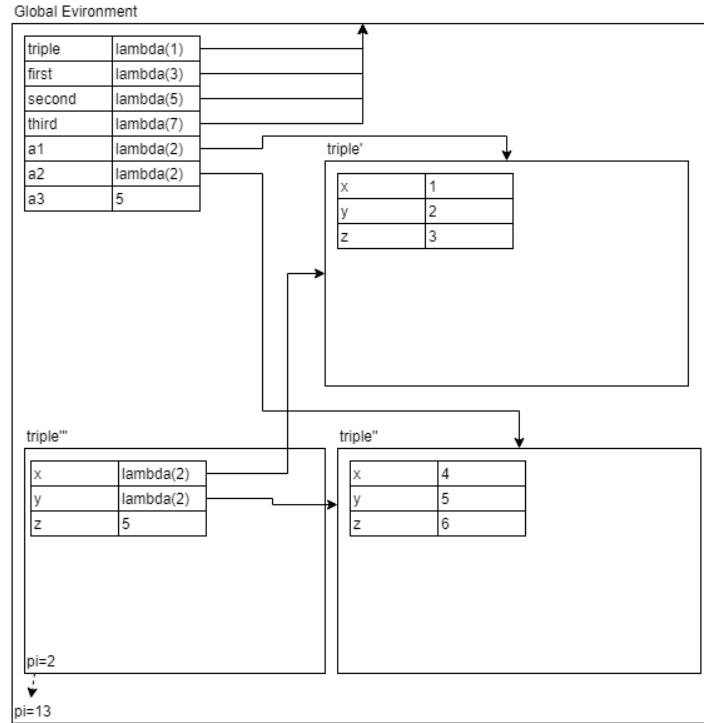 Global Evironment
triple lambda(1)
first lambda(3)
second lambda(5)
third lambda(7)
a1 lambda(2)
a2 lambda(2)
a3 5
triple'
x 1
y 2
z 3
triple'''
x lambda(2)
y lambda(2)
z 5
pi=2
triple''
x 4
y 5
z 6
pi=13